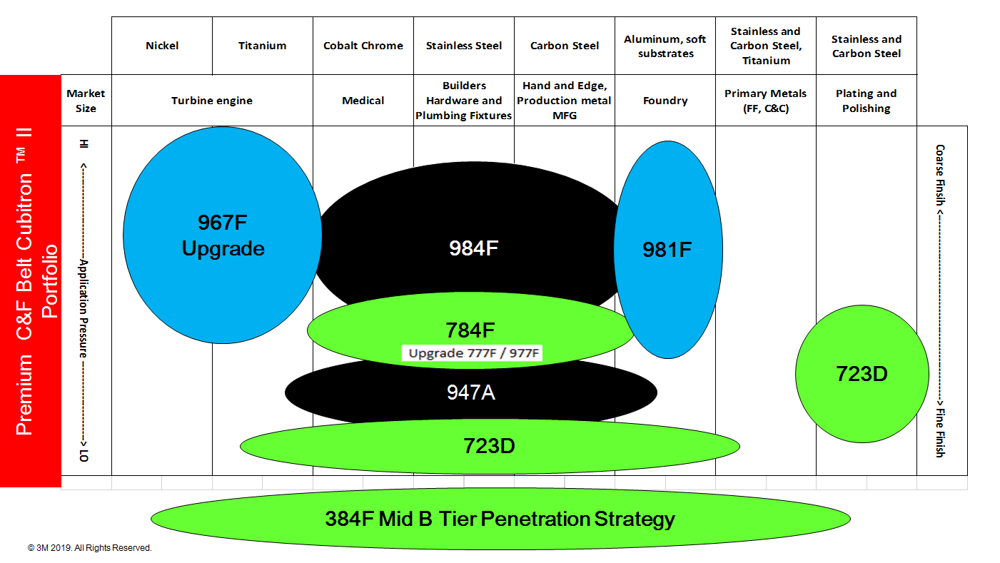 Nickel
Titanium
Cobalt Chrome
Stainless Steel
Carbon Steel
Aluminum, soft
substrates
Stainless and
Carbon Steel,
Titanium
Stainless and
Carbon Steel
Market
Size
Turbine engine
Medical
Builders
Hardware and
Plumbing Fixtures
Hand and Edge,
Production metal
MFG
Foundry
Primary Metals
(FF, C&C)
Plating and
Polishing
Premium C&F Belt Cubitron ™ II
Portfolio
HI <--------------------Application Pressure --------------------> LO
967F
Upgrade
984F
981F
784F
Upgrade 777F / 977F
947A
723D
723D
Coarse Finsih <----------------------------------------> Fine Finish
384F Mid B Tier Penetration Strategy
© 3M 2019. All Rights Reserved.